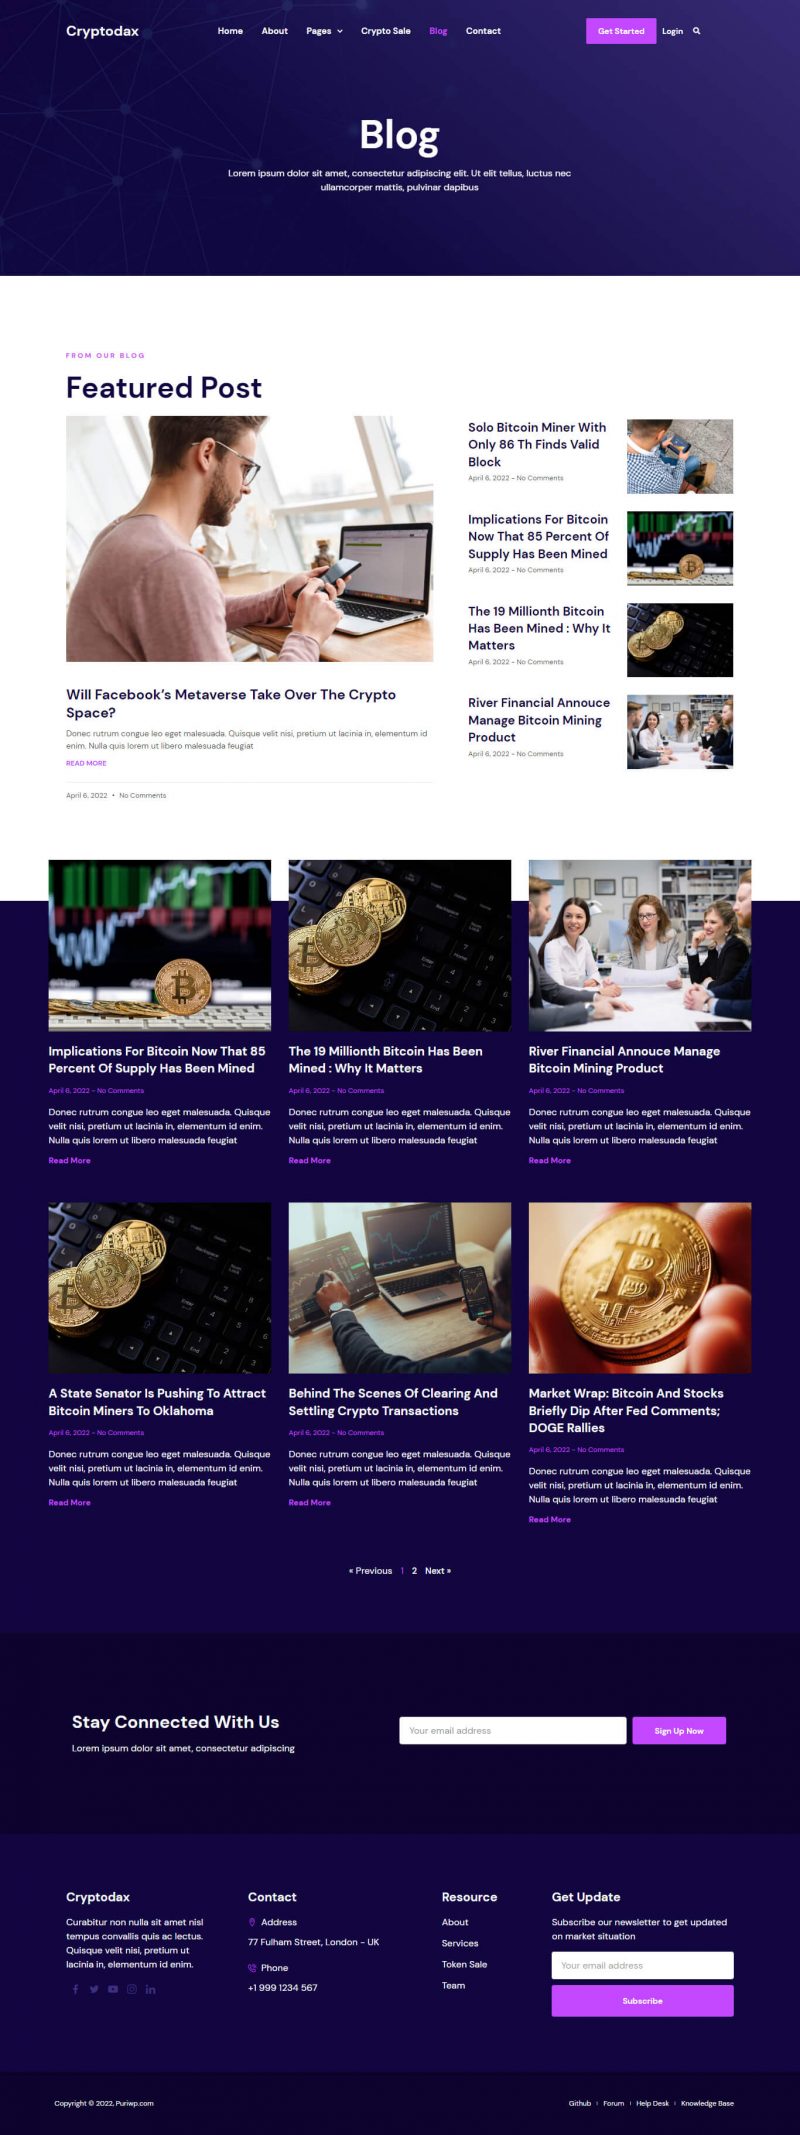 Cryptodax
Home About Pages Crypto Sale Blog Contact
Get Started Login
Blog
Lorem ipsum dolor sit amet, consectetur adipiscing elit. Ut elit tellus, luctus nec
ullamcorper mattis, pulvinar dapibus
FROM OUR BLOG
Featured Post
Will Facebook's Metaverse Take Over The Crypto
Space?
Donec rutrum congue leo eget malesuada. Quisque velit nisi, pretium ut lacinia in, elementum id
enim. Nulla quis lorem ut libero malesuada feugiat
READ MORE
April 6, 2022 • No Comments
Solo Bitcoin Miner With
Only 86 Th Finds Valid
Block
April 6, 2022 - No Comments
Implications For Bitcoin
Now That 85 Percent Of
Supply Has Been Mined
April 6, 2022 - No Comments
The 19 Millionth Bitcoin
Has Been Mined : Why It
Matters
April 6, 2022 - No Comments
River Financial Annouce
Manage Bitcoin Mining
Product
April 6, 2022 - No Comments
Implications For Bitcoin Now That 85
Percent Of Supply Has Been Mined
April 6, 2022 - No Comments
Donec rutrum congue leo eget malesuada. Quisque
velit nisi, pretium ut lacinia in, elementum id enim.
Nulla quis lorem ut libero malesuada feugiat
Read More
The 19 Millionth Bitcoin Has Been
Mined : Why It Matters
April 6, 2022 - No Comments
Donec rutrum congue leo eget malesuada. Quisque
velit nisi, pretium ut lacinia in, elementum id enim.
Nulla quis lorem ut libero malesuada feugiat
Read More
River Financial Annouce Manage
Bitcoin Mining Product
April 6, 2022 - No Comments
Donec rutrum congue leo eget malesuada. Quisque
velit nisi, pretium ut lacinia in, elementum id enim.
Nulla quis lorem ut libero malesuada feugiat
Read More
A State Senator Is Pushing To Attract
Bitcoin Miners To Oklahoma
April 6, 2022 - No Comments
Donec rutrum congue leo eget malesuada. Quisque
velit nisi, pretium ut lacinia in, elementum id enim.
Nulla quis lorem ut libero malesuada feugiat
Read More
Behind The Scenes Of Clearing And
Settling Crypto Transactions
April 6, 2022 - No Comments
Donec rutrum congue leo eget malesuada. Quisque
velit nisi, pretium ut lacinia in, elementum id enim.
Nulla quis lorem ut libero malesuada feugiat
Read More
Market Wrap: Bitcoin And Stocks
Briefly Dip After Fed Comments;
DOGE Rallies
April 6, 2022 - No Comments
Donec rutrum congue leo eget malesuada. Quisque
velit nisi, pretium ut lacinia in, elementum id enim.
Nulla quis lorem ut libero malesuada feugiat
Read More
« Previous 1 2 Next »
Stay Connected With Us
Lorem ipsum dolor sit amet, consectetur adipiscing
Your email address
Sign Up Now
Cryptodax
Curabitur non nulla sit amet nisl
tempus convallis quis ac lectus.
Quisque velit nisi, pretium ut
lacinia in, elementum id enim.
Contact
Address
77 Fulham Street, London - UK
Phone
+1 999 1234 567
Resource
About
Services
Token Sale
Team
Get Update
Subscribe our newsletter to get updated
on market situation
Your email address
Subscribe
Copyright © 2022, Puriwp.com
Github | Forum | Help Desk | Knowledge Base